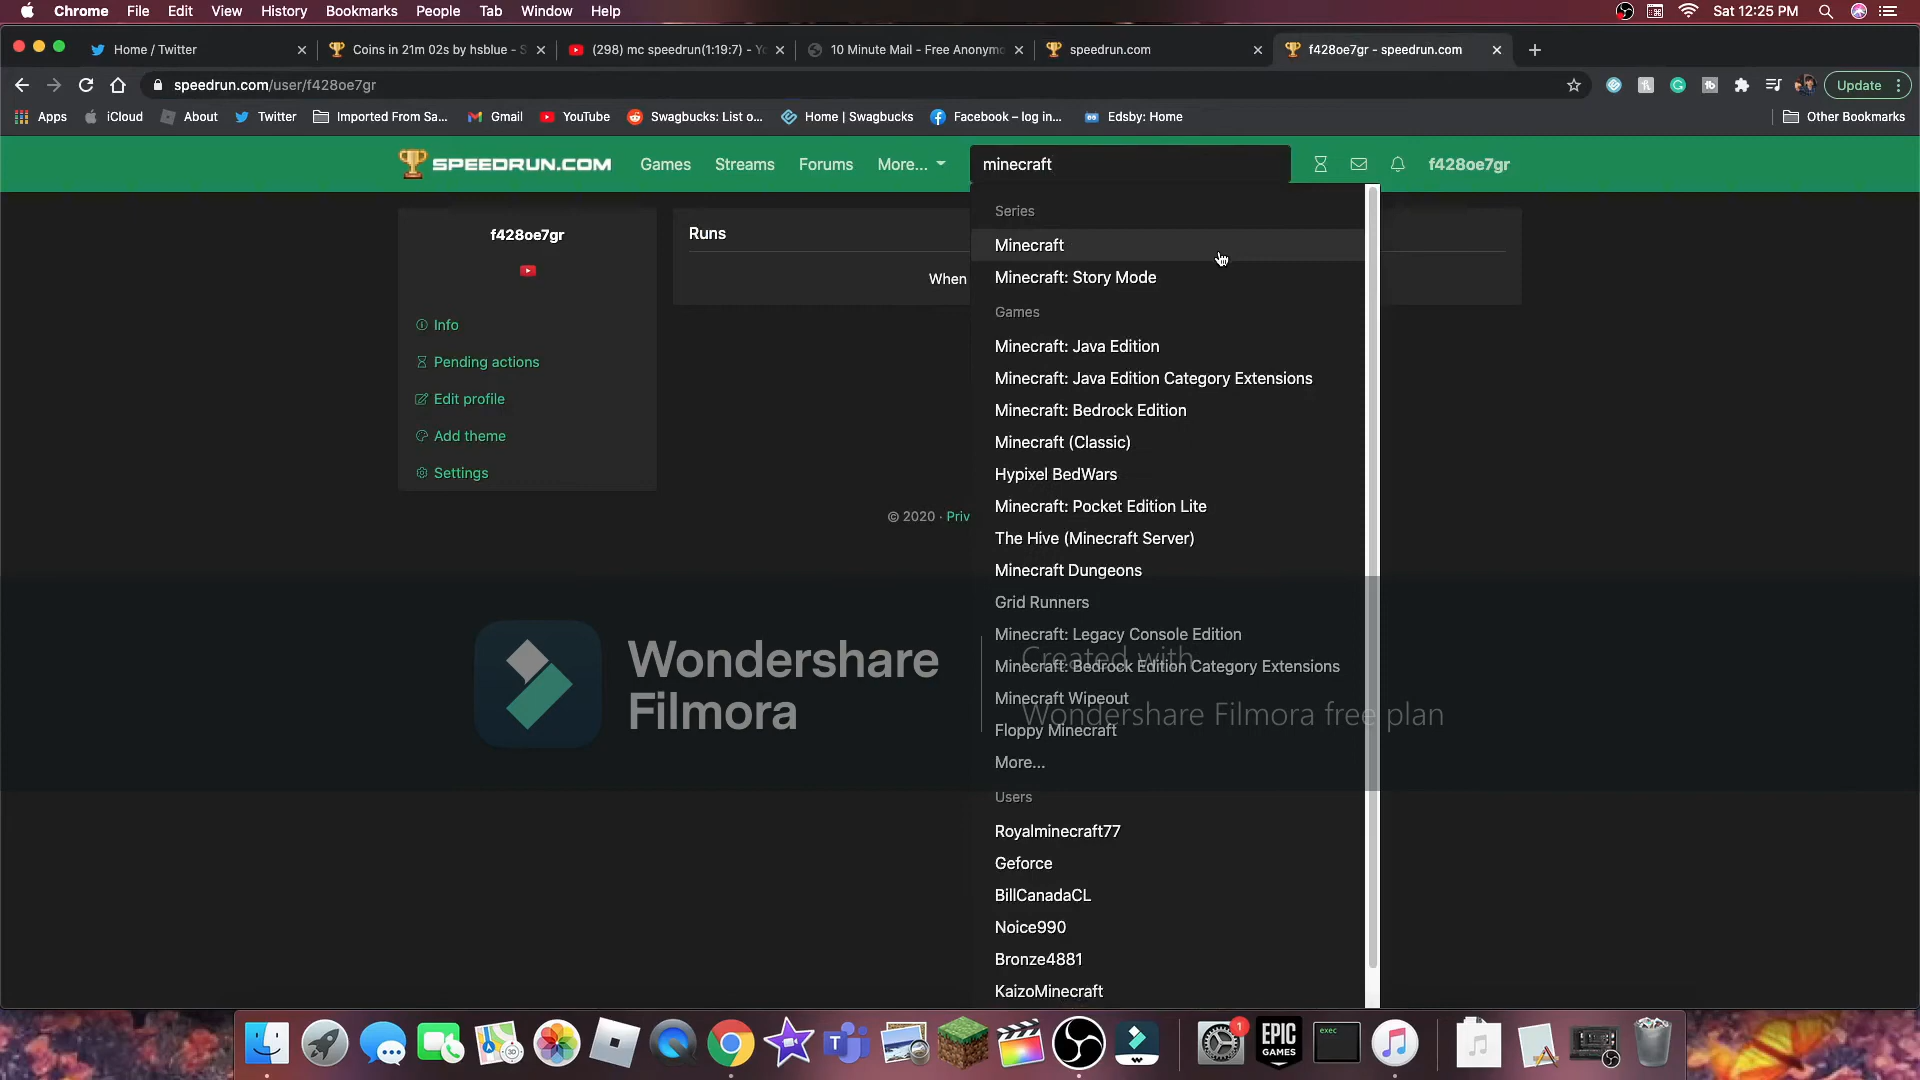 Chrome File Edit View History Bookmarks People Tab Window Help Sat 12:25 PM
Home / Twitter Coins in 21m 02s by hsblue - S (298) mc speedrun(1:19:7) - Yo 10 Minute Mail - Free Anonymo speedrun.com f428oe7gr - speedrun.com
speedrun.com/user/f428oe7gr Update
Apps iCloud About Twitter Imported From Sa... Gmail YouTube Swagbucks: List o... Home | Swagbucks Facebook – log in... Edsby: Home Other Bookmarks
SPEEDRUN.COM Games Streams Forums More... minecraft f428oe7gr
f428oe7gr
Info
Pending actions
Edit profile
Add theme
Settings
Runs
When
© 2020 · Priv
Series
Minecraft
Minecraft: Story Mode
Games
Minecraft: Java Edition
Minecraft: Java Edition Category Extensions
Minecraft: Bedrock Edition
Minecraft (Classic)
Hypixel BedWars
Minecraft: Pocket Edition Lite
The Hive (Minecraft Server)
Minecraft Dungeons
Grid Runners
Minecraft: Legacy Console Edition
Minecraft: Bedrock Edition Category Extensions
Minecraft Wipeout
Floppy Minecraft
More...
Users
Royalminecraft77
Geforce
BillCanadaCL
Noice990
Bronze4881
KaizoMinecraft
Wondershare
Filmora
Created with
Wondershare Filmora free plan
1
EPIC
GAMES
exec
3D